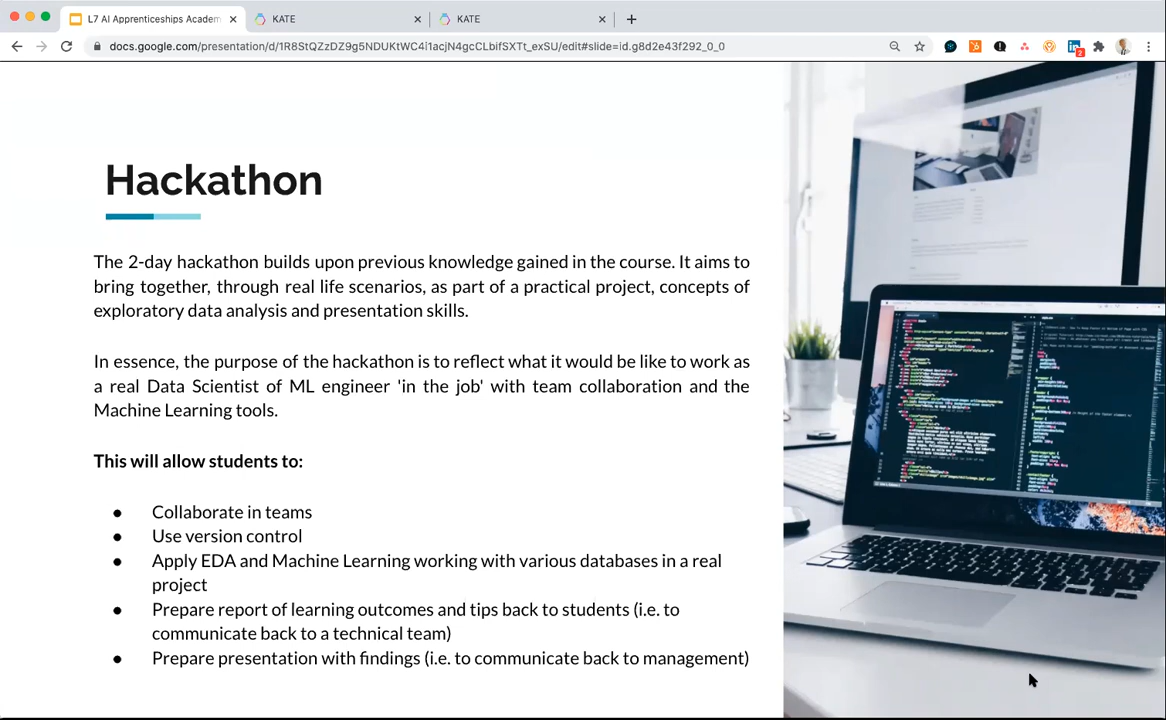 L7 AI Apprenticeships Academ
KATE
KATE
docs.google.com/presentation/d/1R8StQZzDZ9g5NDUKtWC4i1acjN4gcCLbifSXTt_exSU/edit#slide=id.g8d2e43f292_0_0
2
Hackathon
The 2-day hackathon builds upon previous knowledge gained in the course. It aims to
bring together, through real life scenarios, as part of a practical project, concepts of
exploratory data analysis and presentation skills.
In essence, the purpose of the hackathon is to reflect what it would be like to work as
a real Data Scientist of ML engineer 'in the job' with team collaboration and the
Machine Learning tools.
This will allow students to:
● Collaborate in teams
● Use version control
● Apply EDA and Machine Learning working with various databases in a real
project
● Prepare report of learning outcomes and tips back to students (i.e. to
communicate back to a technical team)
● Prepare presentation with findings (i.e. to communicate back to management)